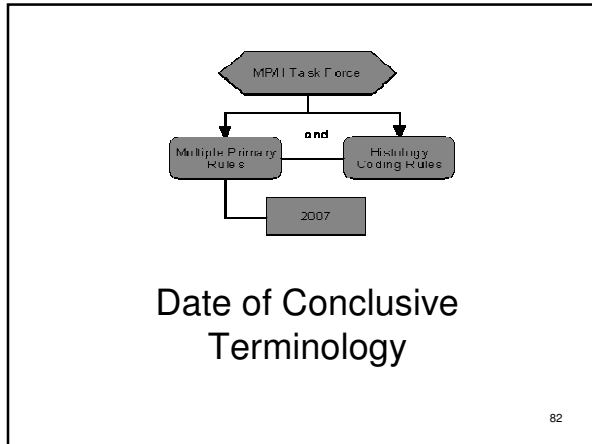 MP/H Task Force
and
Multiple Primary
Rules
Histology
Coding Rules
2007
Date of Conclusive
Terminology
82